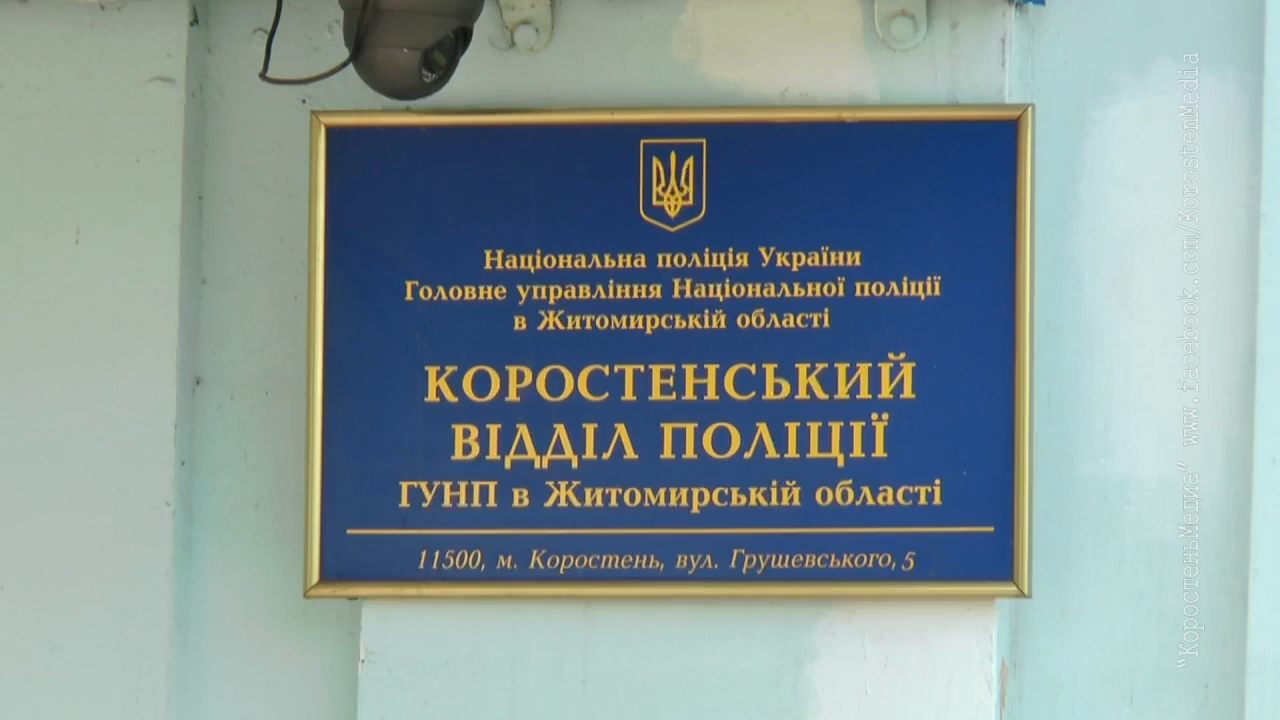 Національна поліція України
Головне управління Національної поліції
в Житомирській області
КОРОСТЕНСЬКИЙ
ВІДДІЛ ПОЛІЦІЇ
ГУНП в Житомирській області
11500, м. Коростень, вул. Грушевського, 5
"КоростеньМедиа" www.facebook.com/KorostenMedia